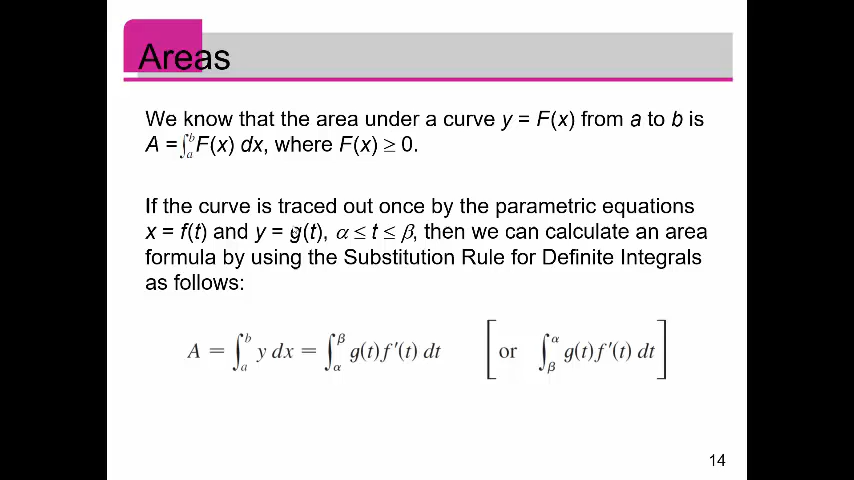 Areas
We know that the area under a curve y = F(x) from a to b is
A = ∫ₐᵇ F(x) dx, where F(x) ≥ 0.
If the curve is traced out once by the parametric equations
x = f(t) and y = g(t), α ≤ t ≤ β, then we can calculate an area
formula by using the Substitution Rule for Definite Integrals
as follows:
A = ∫_a^b y dx = ∫_α^β g(t)f′(t) dt [or ∫_β^α g(t)f′(t) dt]
14